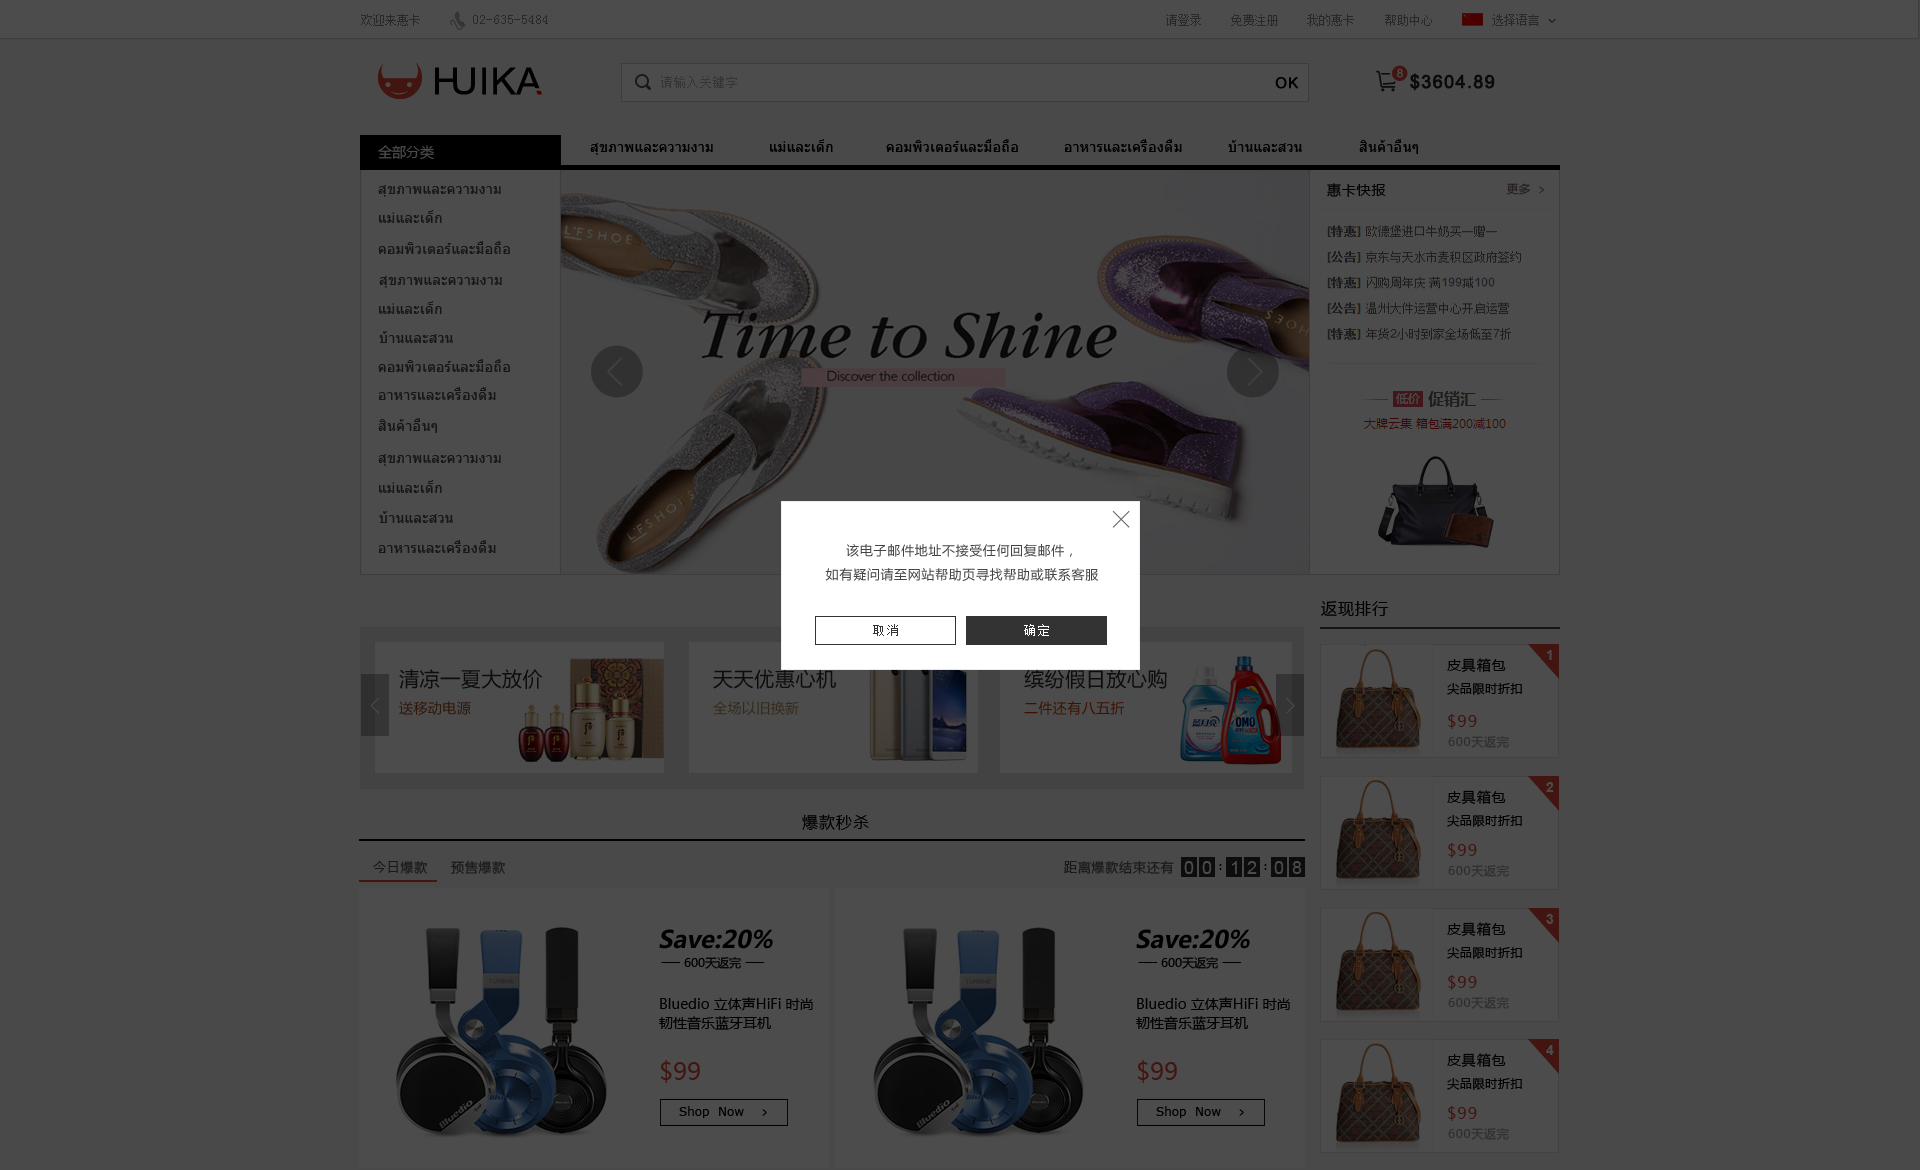 欢迎来惠卡 02-635-5484 请登录 免费注册 我的惠卡 帮助中心 选择语言
HUIKA 请输入关键字 OK 8 $3604.89
全部分类 สุขภาพและความงาม แม่และเด็ก คอมพิวเตอร์และมือถือ อาหารและเครื่องดื่ม บ้านและสวน สินค้าอื่นๆ
สุขภาพและความงาม
แม่และเด็ก
คอมพิวเตอร์และมือถือ
สุขภาพและความงาม
แม่และเด็ก
บ้านและสวน
คอมพิวเตอร์และมือถือ
อาหารและเครื่องดื่ม
สินค้าอื่นๆ
สุขภาพและความงาม
แม่และเด็ก
บ้านและสวน
อาหารและเครื่องดื่ม
L'F SHOE
Time to Shine
Discover the collection
惠卡快报 更多 >
[特惠] 欧德堡进口牛奶买一赠一
[公告] 京东与天水市麦积区政府签约
[特惠] 闪购周年庆 满199减100
[公告] 温州大件运营中心开启运营
[特惠] 年货2小时到家全场低至7折
低价 促销汇
大牌云集 箱包满200减100
该电子邮件地址不接受任何回复邮件，
如有疑问请至网站帮助页寻找帮助或联系客服
取消 确定
清凉一夏大放价
送移动电源
天天优惠心机
全场以旧换新
缤纷假日放心购
二件还有八五折
OMO
返现排行
1
皮具箱包
尖品限时折扣
$99
600天返完
2
皮具箱包
尖品限时折扣
$99
600天返完
3
皮具箱包
尖品限时折扣
$99
600天返完
4
皮具箱包
尖品限时折扣
$99
600天返完
爆款秒杀
今日爆款 预售爆款 距离爆款结束还有 00:12:08
Save:20%
600天返完
Bluedio 立体声HiFi 时尚
韧性音乐蓝牙耳机
$99
Shop Now >
Bluedio
Save:20%
600天返完
Bluedio 立体声HiFi 时尚
韧性音乐蓝牙耳机
$99
Shop Now >
Bluedio